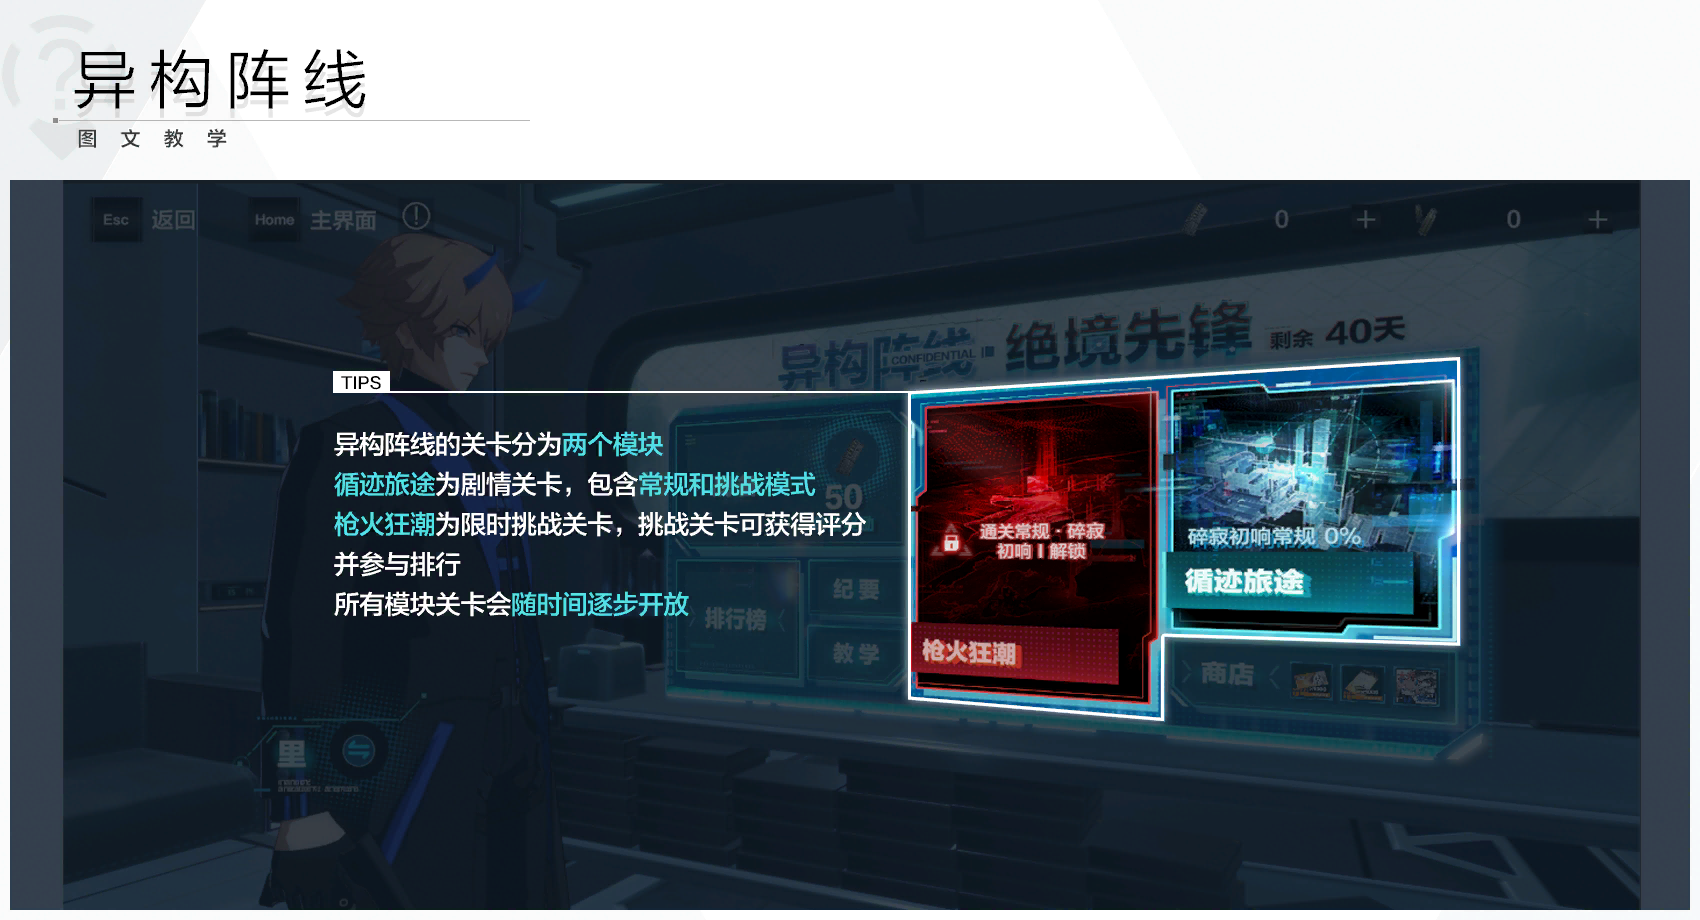 异构阵线
图文教学
Esc 返回
Home 主界面
0
0
异构阵线
CONFIDENTIAL
绝境先锋
剩余 40天
TIPS
异构阵线的关卡分为两个模块
循迹旅途为剧情关卡，包含常规和挑战模式
枪火狂潮为限时挑战关卡，挑战关卡可获得评分
并参与排行
所有模块关卡会随时间逐步开放
50
排行榜
纪要
教学
通关常规·碎寂
初响 I 解锁
枪火狂潮
碎寂初响常规 0%
循迹旅途
商店
里